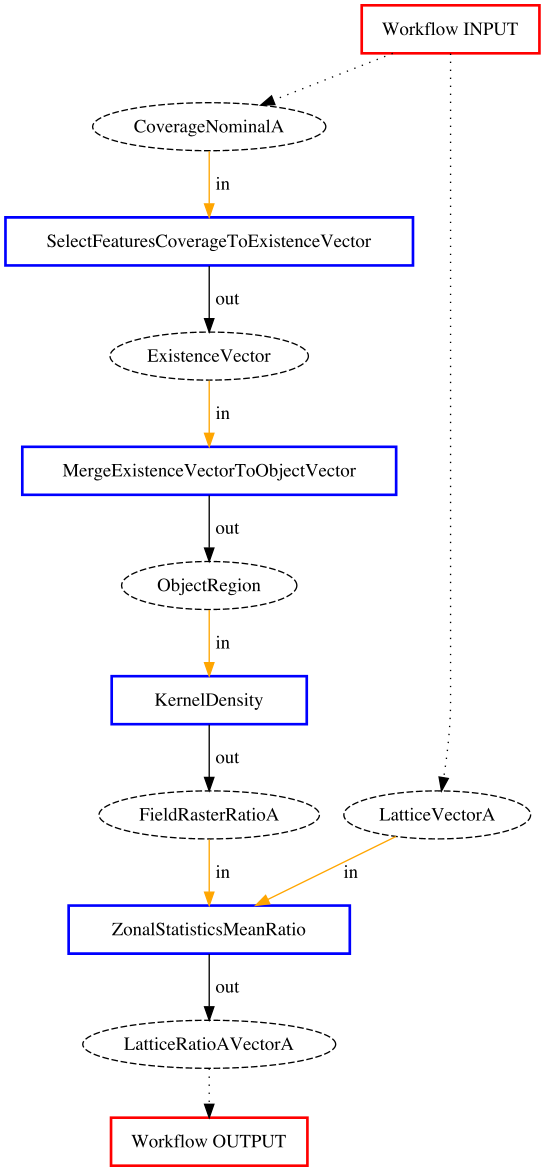 Workflow INPUT
CoverageNominalA
in
SelectFeaturesCoverageToExistenceVector
out
ExistenceVector
in
MergeExistenceVectorToObjectVector
out
ObjectRegion
in
KernelDensity
out
FieldRasterRatioA
LatticeVectorA
in
in
ZonalStatisticsMeanRatio
out
LatticeRatioAVectorA
Workflow OUTPUT